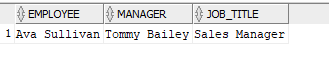 EMPLOYEE MANAGER JOB_TITLE
1 Ava Sullivan Tommy Bailey Sales Manager